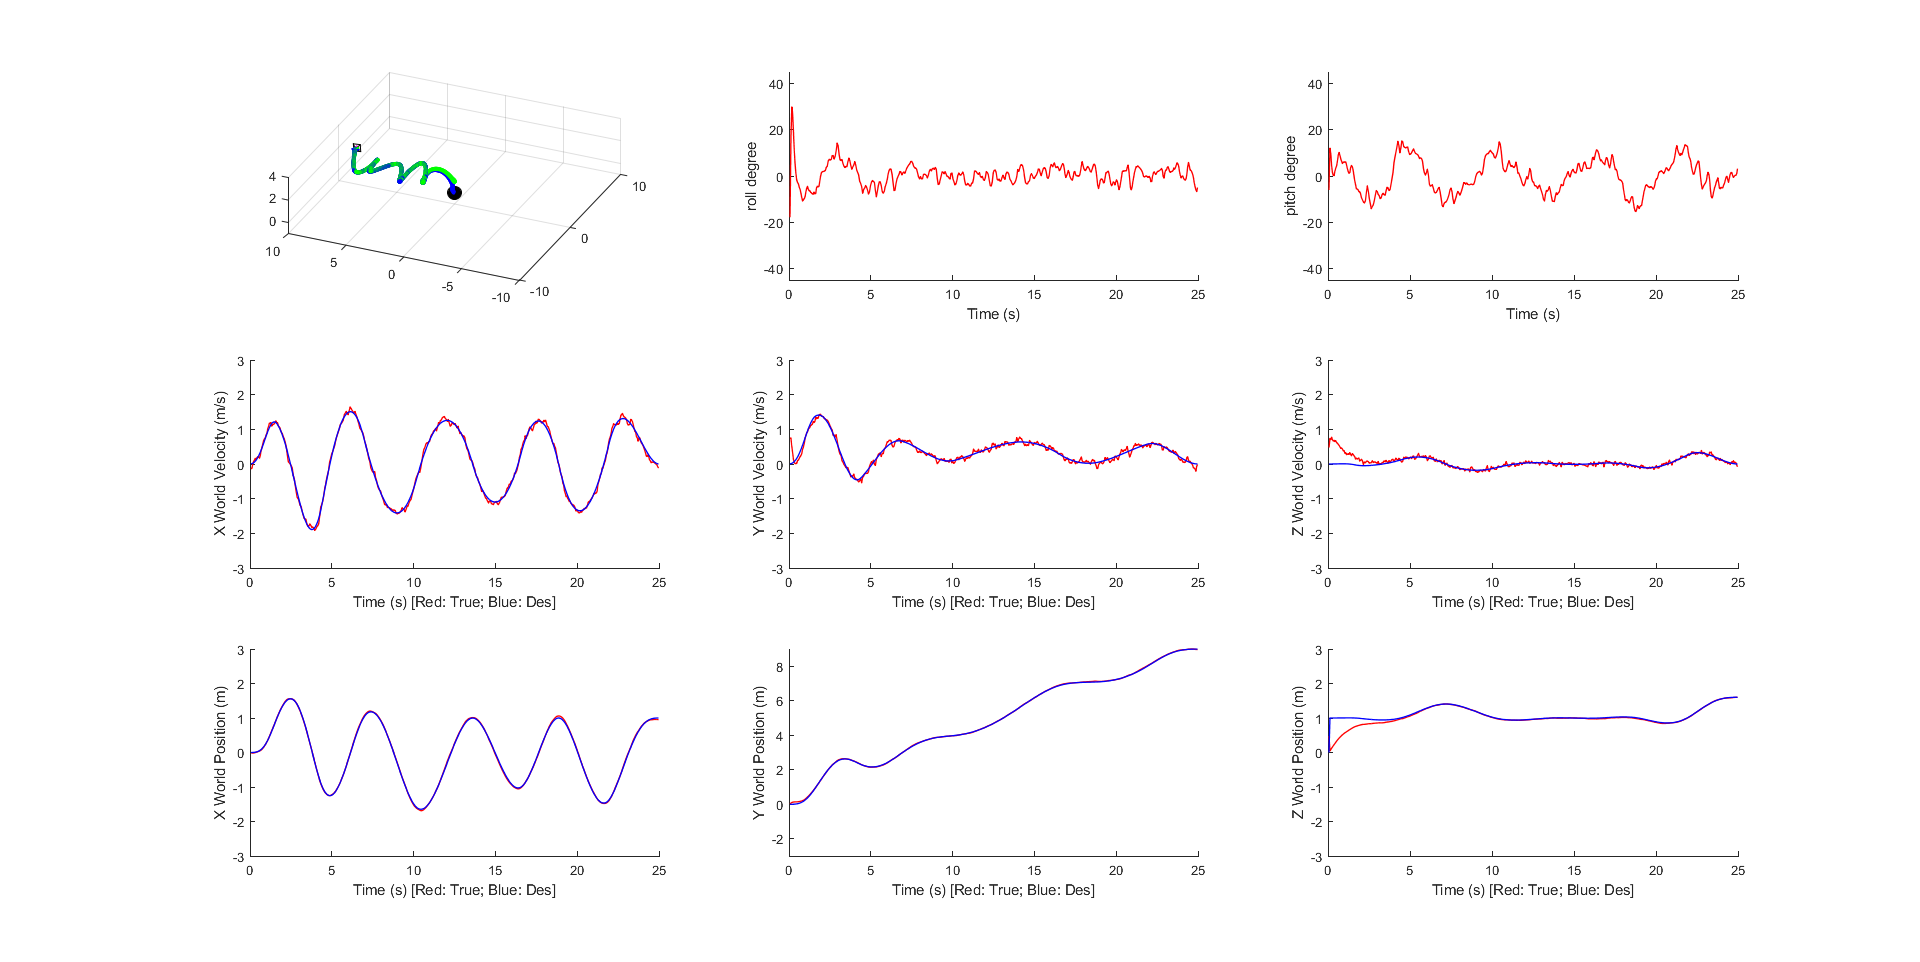 4
2
0
10
5
0
-5
-10
-10
0
10
roll degree
40
20
0
-20
-40
0 5 10 15 20 25
Time (s)
pitch degree
40
20
0
-20
-40
0 5 10 15 20 25
Time (s)
X World Velocity (m/s)
3
2
1
0
-1
-2
-3
0 5 10 15 20 25
Time (s) [Red: True; Blue: Des]
Y World Velocity (m/s)
3
2
1
0
-1
-2
-3
0 5 10 15 20 25
Time (s) [Red: True; Blue: Des]
Z World Velocity (m/s)
3
2
1
0
-1
-2
-3
0 5 10 15 20 25
Time (s) [Red: True; Blue: Des]
X World Position (m)
3
2
1
0
-1
-2
-3
0 5 10 15 20 25
Time (s) [Red: True; Blue: Des]
Y World Position (m)
8
6
4
2
0
-2
0 5 10 15 20 25
Time (s) [Red: True; Blue: Des]
Z World Position (m)
3
2
1
0
-1
-2
-3
0 5 10 15 20 25
Time (s) [Red: True; Blue: Des]